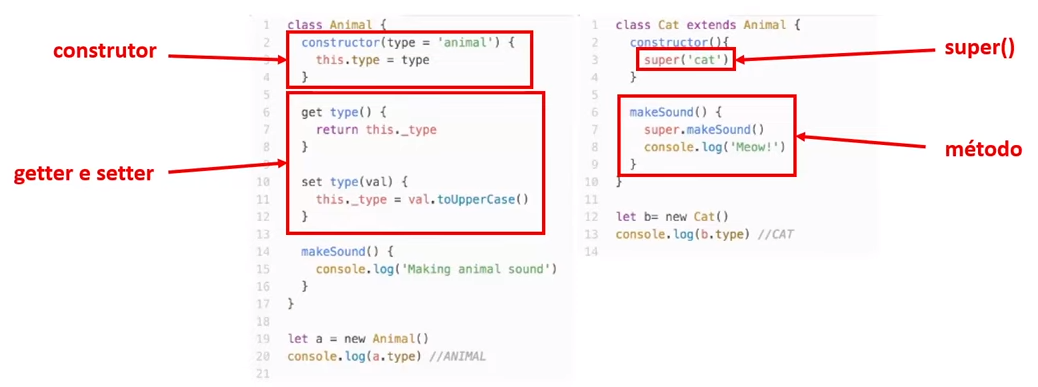 construtor
getter e setter
1 class Animal {
2 constructor(type = 'animal') {
this.type = type
4 }
5
6 get type() {
7 return this._type
8 }
10 set type(val) {
11 this._type = val.toUpperCase()
12 }
13
14 makeSound() {
15 console.log('Making animal sound')
16 }
17 }
18
19 let a = new Animal()
20 console.log(a.type) //ANIMAL
21
1 class Cat extends Animal {
2 constructor(){
3 super('cat')
4 }
5
6 makeSound() {
7 super.makeSound()
8 console.log('Meow!')
9 }
10 }
11
12 let b= new Cat()
13 console.log(b.type) //CAT
14
super()
método